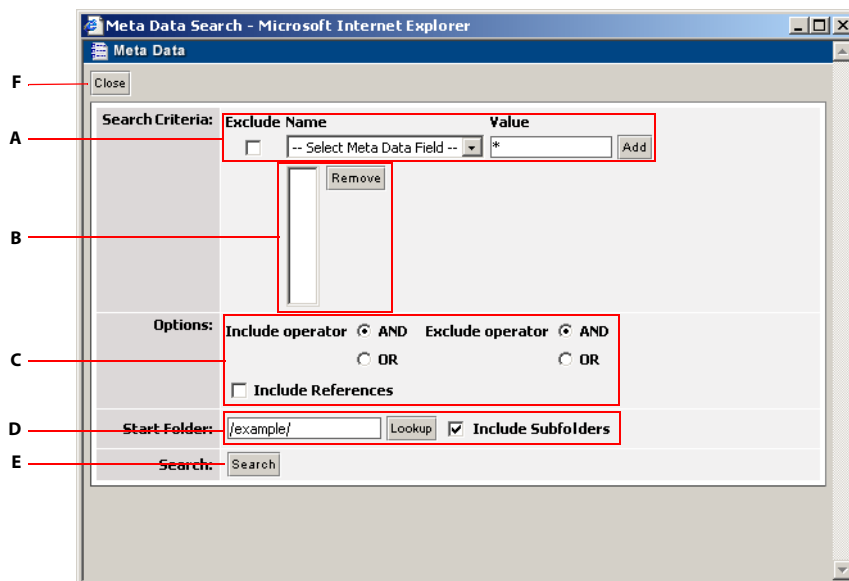 Meta Data Search - Microsoft Internet Explorer
Meta Data
F
Close
Search Criteria: Exclude Name Value
A
-- Select Meta Data Field -- * Add
Remove
B
Options: Include operator AND Exclude operator AND
C
OR OR
Include References
D
Start Folder: /example/ Lookup Include Subfolders
E
Search: Search